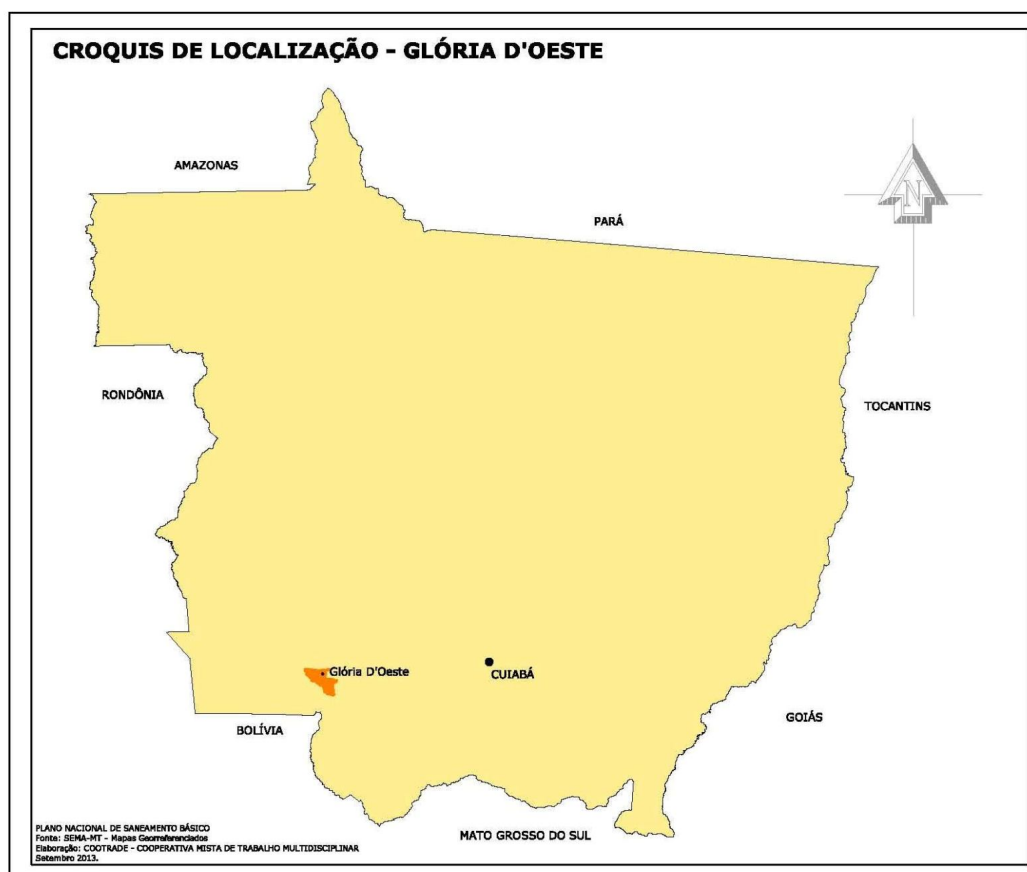 CROQUIS DE LOCALIZAÇÃO - GLÓRIA D'OESTE
AMAZONAS
N
PARÁ
RONDÔNIA
TOCANTINS
Glória D'Oeste
CUIABÁ
GOIÁS
BOLÍVIA
MATO GROSSO DO SUL
PLANO NACIONAL DE SANEAMENTO BÁSICO
Fonte: SEMA-MT - Mapas Georreferenciados
Elaboração: COOTRADE - COOPERATIVA MISTA DE TRABALHO MULTIDISCIPLINAR
Setembro 2013.